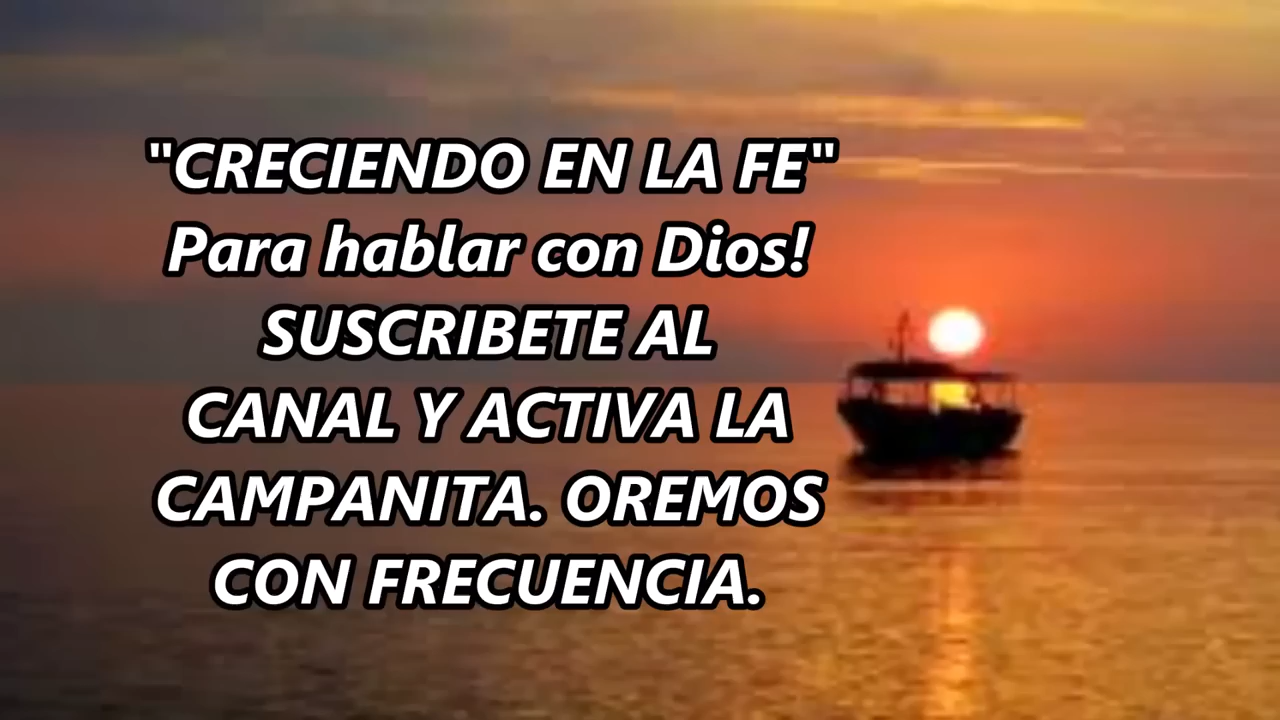 "CRECIENDO EN LA FE"
Para hablar con Dios!
SUSCRIBETE AL
CANAL Y ACTIVA LA
CAMPANITA. OREMOS
CON FRECUENCIA.